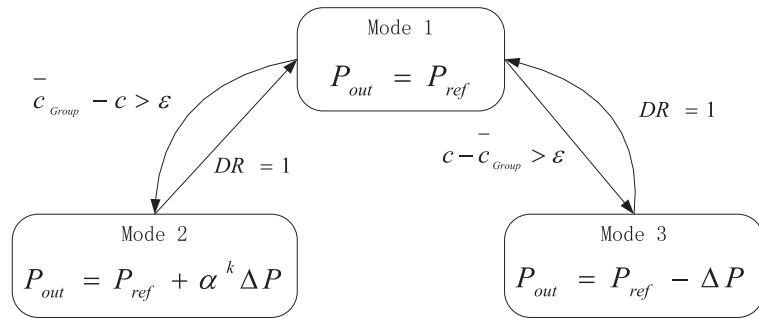 Mode 1
P_out = P_ref
c̄_Group − c > ε
DR = 1
DR = 1
c − c̄_Group > ε
Mode 2
P_out = P_ref + α^k ΔP
Mode 3
P_out = P_ref − ΔP